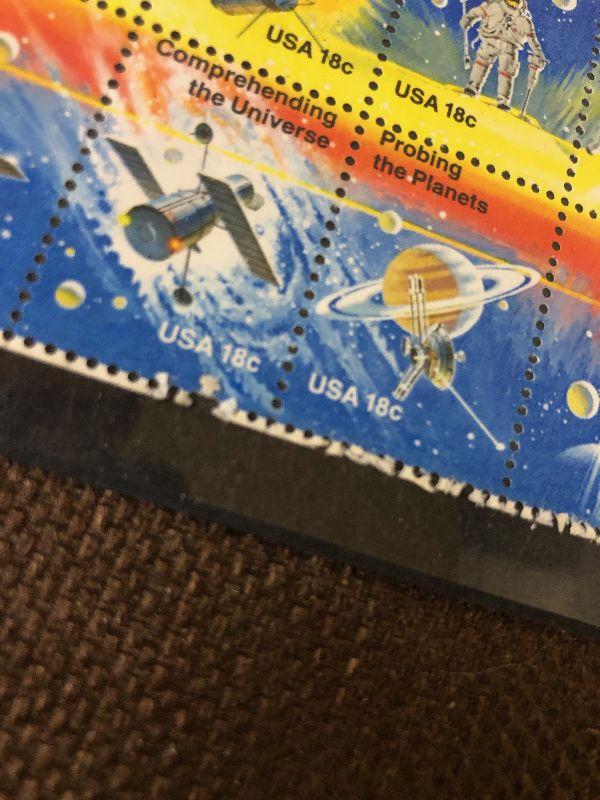 USA 18c
USA 18c
Comprehending
the Universe
Probing
the Planets
USA 18c
USA 18c